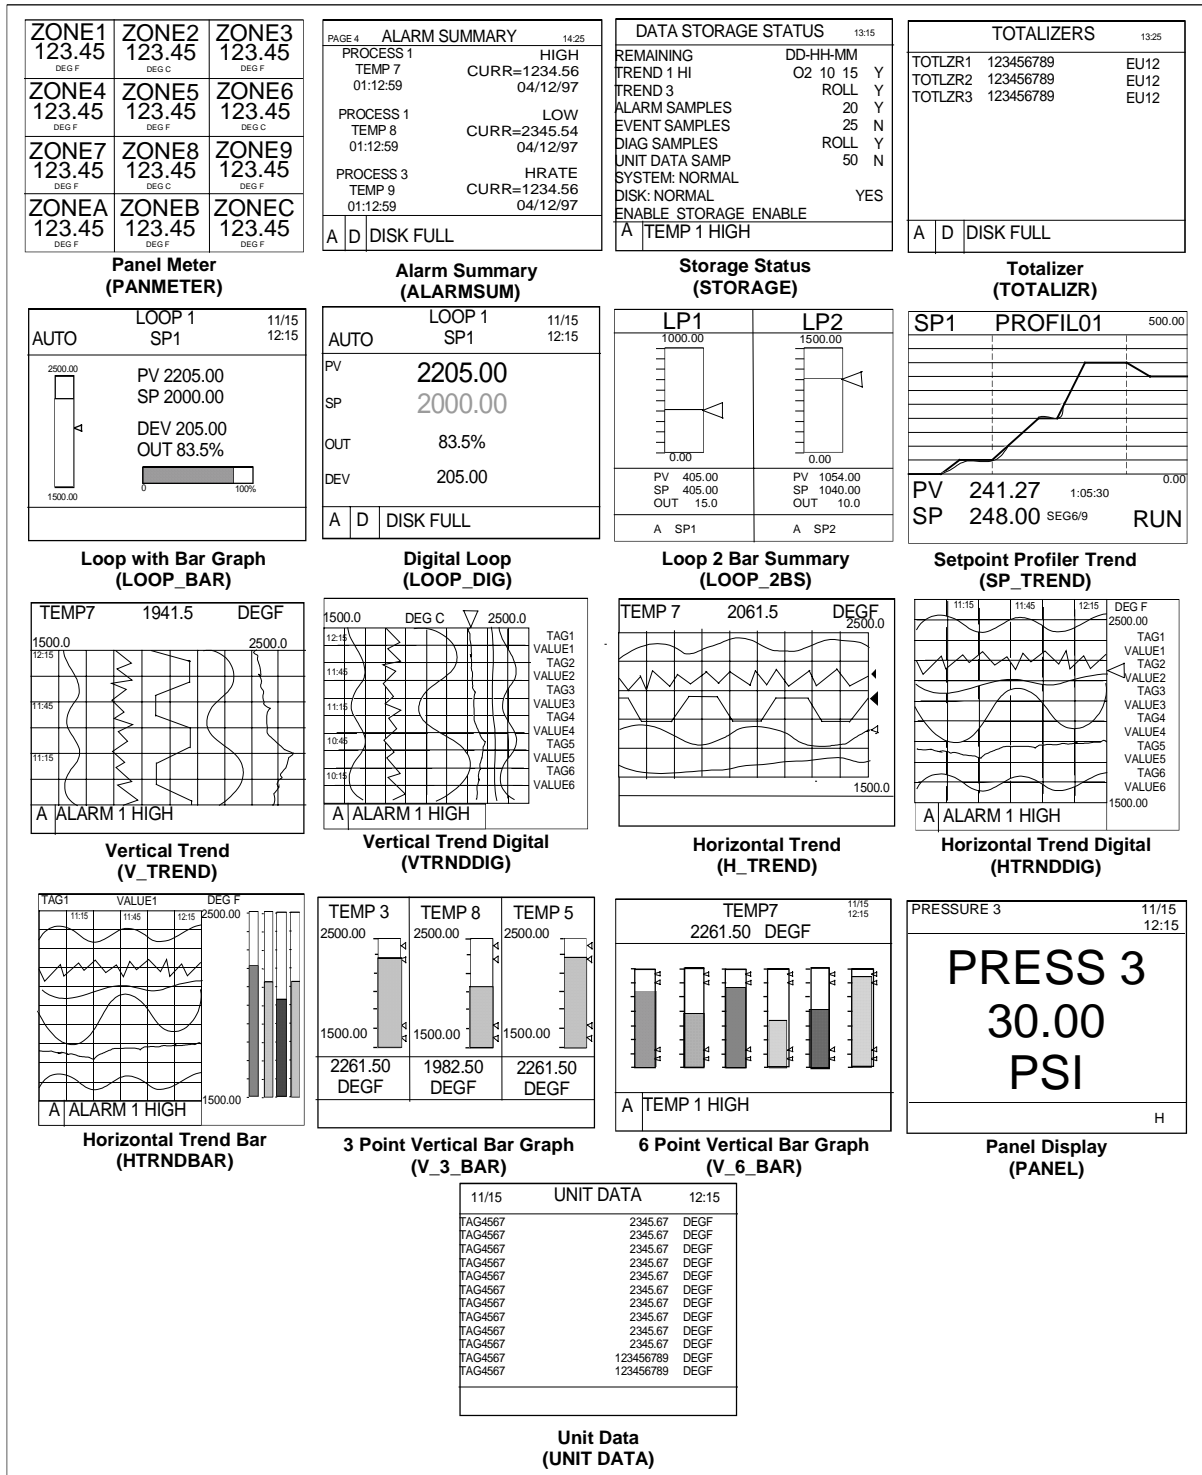 ZONE1 ZONE2 ZONE3
123.45 123.45 123.45
DEG F DEG C DEG F
ZONE4 ZONE5 ZONE6
123.45 123.45 123.45
DEG F DEG F DEG C
ZONE7 ZONE8 ZONE9
123.45 123.45 123.45
DEG F DEG C DEG F
ZONEA ZONEB ZONEC
123.45 123.45 123.45
DEG F DEG F DEG F
Panel Meter
(PANMETER)
PAGE 4 ALARM SUMMARY 14:25
PROCESS 1 HIGH
TEMP 7 CURR=1234.56
01:12:59 04/12/97
PROCESS 1 LOW
TEMP 8 CURR=2345.54
01:12:59 04/12/97
PROCESS 3 HRATE
TEMP 9 CURR=1234.56
01:12:59 04/12/97
A D DISK FULL
Alarm Summary
(ALARMSUM)
DATA STORAGE STATUS 13:15
REMAINING DD-HH-MM
TREND 1 HI O2 10 15 Y
TREND 3 ROLL Y
ALARM SAMPLES 20 Y
EVENT SAMPLES 25 N
DIAG SAMPLES ROLL Y
UNIT DATA SAMP 50 N
SYSTEM: NORMAL
DISK: NORMAL YES
ENABLE STORAGE ENABLE
A TEMP 1 HIGH
Storage Status
(STORAGE)
TOTALIZERS 13:25
TOTLZR1 123456789 EU12
TOTLZR2 123456789 EU12
TOTLZR3 123456789 EU12
A D DISK FULL
Totalizer
(TOTALIZR)
LOOP 1 11/15
AUTO SP1 12:15
2500.00
PV 2205.00
SP 2000.00
DEV 205.00
OUT 83.5%
1500.00
0 100%
Loop with Bar Graph
(LOOP_BAR)
LOOP 1 11/15
AUTO SP1 12:15
PV 2205.00
SP 2000.00
OUT 83.5%
DEV 205.00
A D DISK FULL
Digital Loop
(LOOP_DIG)
LP1 LP2
1000.00 1500.00
0.00 0.00
PV 405.00 PV 1054.00
SP 405.00 SP 1040.00
OUT 15.0 OUT 10.0
A SP1 A SP2
Loop 2 Bar Summary
(LOOP_2BS)
SP1 PROFIL01 500.00
0.00
PV 241.27 1:05:30
SP 248.00 SEG6/9 RUN
Setpoint Profiler Trend
(SP_TREND)
TEMP7 1941.5 DEGF
1500.0 2500.0
12:15
11:45
11:15
A ALARM 1 HIGH
Vertical Trend
(V_TREND)
1500.0 DEG C 2500.0
12:15
11:45
11:15
10:45
10:15
TAG1
VALUE1
TAG2
VALUE2
TAG3
VALUE3
TAG4
VALUE4
TAG5
VALUE5
TAG6
VALUE6
A ALARM 1 HIGH
Vertical Trend Digital
(VTRNDDIG)
TEMP 7 2061.5 DEGF
2500.0
1500.0
Horizontal Trend
(H_TREND)
11:15 11:45 12:15 DEG F
2500.00
TAG1
VALUE1
TAG2
VALUE2
TAG3
VALUE3
TAG4
VALUE4
TAG5
VALUE5
TAG6
VALUE6
1500.00
A ALARM 1 HIGH
Horizontal Trend Digital
(HTRNDDIG)
TAG1 VALUE1 DEG F
11:15 11:45 12:15 2500.00
1500.00
A ALARM 1 HIGH
Horizontal Trend Bar
(HTRNDBAR)
TEMP 3 TEMP 8 TEMP 5
2500.00 2500.00 2500.00
1500.00 1500.00 1500.00
2261.50 1982.50 2261.50
DEGF DEGF DEGF
3 Point Vertical Bar Graph
(V_3_BAR)
TEMP7 11/15
12:15
2261.50 DEGF
A TEMP 1 HIGH
6 Point Vertical Bar Graph
(V_6_BAR)
PRESSURE 3 11/15
12:15
PRESS 3
30.00
PSI
H
Panel Display
(PANEL)
11/15 UNIT DATA 12:15
TAG4567 2345.67 DEGF
TAG4567 2345.67 DEGF
TAG4567 2345.67 DEGF
TAG4567 2345.67 DEGF
TAG4567 2345.67 DEGF
TAG4567 2345.67 DEGF
TAG4567 2345.67 DEGF
TAG4567 2345.67 DEGF
TAG4567 2345.67 DEGF
TAG4567 2345.67 DEGF
TAG4567 123456789 DEGF
TAG4567 123456789 DEGF
Unit Data
(UNIT DATA)